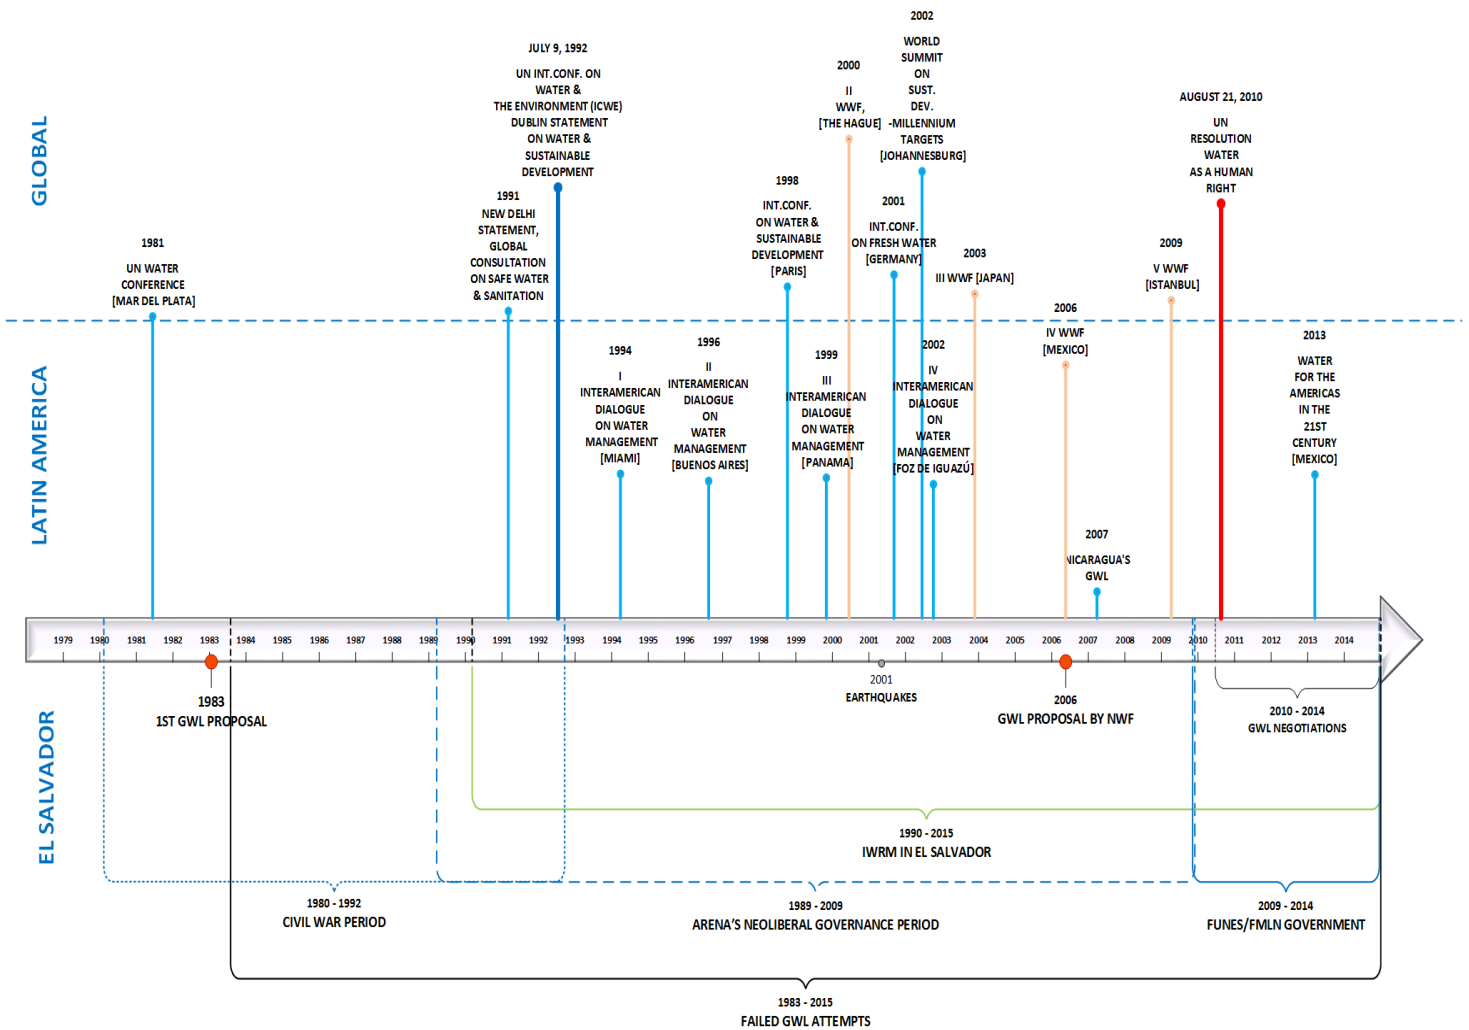 GLOBAL
1981
UN WATER
CONFERENCE
[MAR DEL PLATA]
1991
NEW DELHI
STATEMENT,
GLOBAL
CONSULTATION
ON SAFE WATER
& SANITATION
JULY 9, 1992
UN INT.CONF. ON
WATER &
THE ENVIRONMENT (ICWE)
DUBLIN STATEMENT
ON WATER &
SUSTAINABLE
DEVELOPMENT
1998
INT.CONF.
ON WATER &
SUSTAINABLE
DEVELOPMENT
[PARIS]
2000
II
WWF,
[THE HAGUE]
2001
INT.CONF.
ON FRESH WATER
[GERMANY]
2002
WORLD
SUMMIT
ON
SUST.
DEV.
-MILLENNIUM
TARGETS
[JOHANNESBURG]
2003
III WWF [JAPAN]
2006
IV WWF
[MEXICO]
2009
V WWF
[ISTANBUL]
AUGUST 21, 2010
UN
RESOLUTION
WATER
AS A HUMAN
RIGHT
LATIN AMERICA
1994
I
INTERAMERICAN
DIALOGUE
ON WATER
MANAGEMENT
[MIAMI]
1996
II
INTERAMERICAN
DIALOGUE
ON
WATER
MANAGEMENT
[BUENOS AIRES]
1999
III
INTERAMERICAN
DIALOGUE
ON WATER
MANAGEMENT
[PANAMA]
2002
IV
INTERAMERICAN
DIALOGUE
ON
WATER
MANAGEMENT
[FOZ DE IGUAZÚ]
2007
NICARAGUA'S
GWL
2013
WATER
FOR THE
AMERICAS
IN THE
21ST
CENTURY
[MEXICO]
1979 1980 1981 1982 1983 1984 1985 1986 1987 1988 1989 1990 1991 1992 1993 1994 1995 1996 1997 1998 1999 2000 2001 2002 2003 2004 2005 2006 2007 2008 2009 2010 2011 2012 2013 2014
EL SALVADOR
1983
1ST GWL PROPOSAL
2001
EARTHQUAKES
2006
GWL PROPOSAL BY NWF
2010 - 2014
GWL NEGOTIATIONS
1990 - 2015
IWRM IN EL SALVADOR
1980 - 1992
CIVIL WAR PERIOD
1989 - 2009
ARENA'S NEOLIBERAL GOVERNANCE PERIOD
2009 - 2014
FUNES/FMLN GOVERNMENT
1983 - 2015
FAILED GWL ATTEMPTS